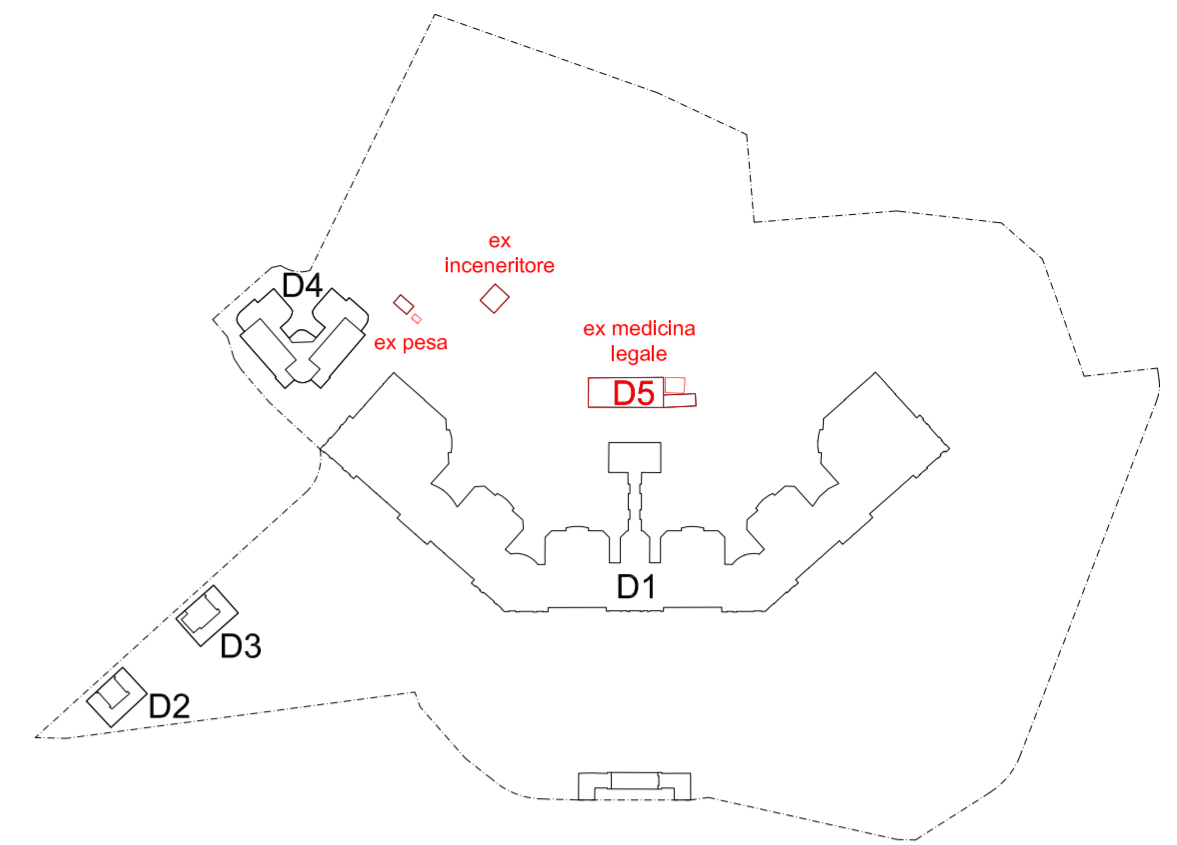 ex
inceneritore
D4
ex pesa
ex medicina
legale
D5
D1
D3
D2